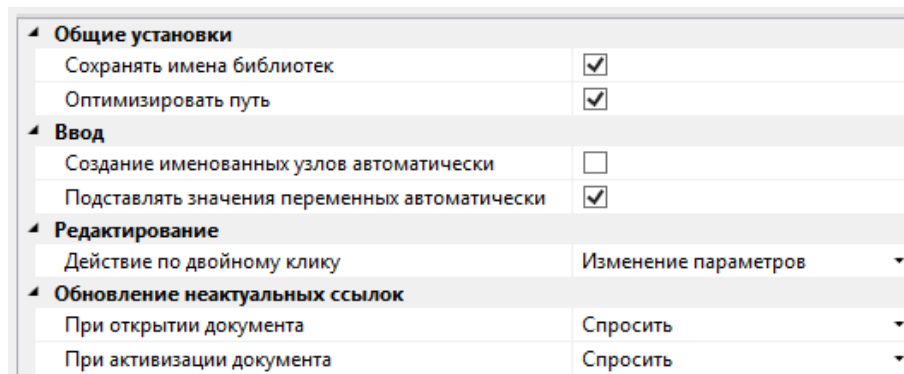 Общие установки
Сохранять имена библиотек
Оптимизировать путь
Ввод
Создание именованных узлов автоматически
Подставлять значения переменных автоматически
Редактирование
Действие по двойному клику Изменение параметров
Обновление неактуальных ссылок
При открытии документа Спросить
При активизации документа Спросить